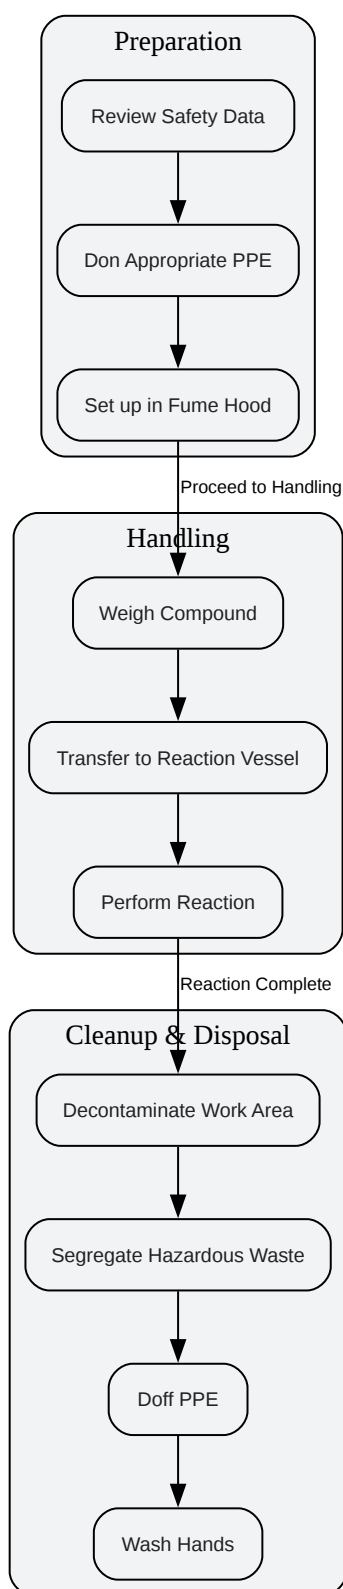 Preparation
Review Safety Data
Don Appropriate PPE
Set up in Fume Hood
Proceed to Handling
Handling
Weigh Compound
Transfer to Reaction Vessel
Perform Reaction
Reaction Complete
Cleanup & Disposal
Decontaminate Work Area
Segregate Hazardous Waste
Doff PPE
Wash Hands